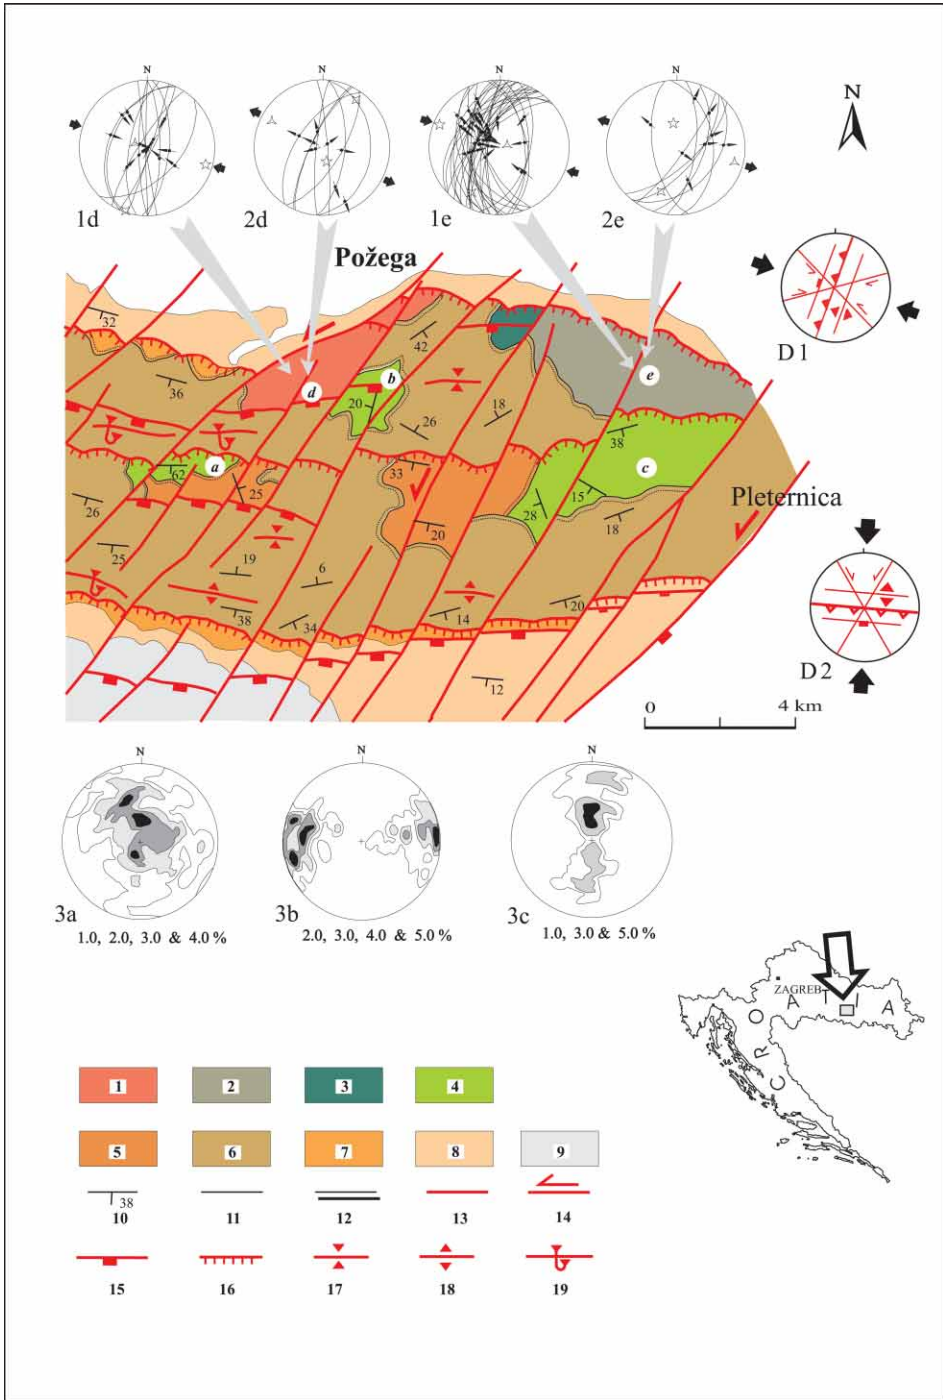 N N N N N
1d 2d 1e 2e
Požega
D 1
32
42
36
d b e
20
18
26
38
a
62
33
c
25
15
Pleternica
26
28
20
18
25
19
6
38
34
14
20
12
D 2
0 4 km
N N N
3a 3b 3c
1.0, 2.0, 3.0 & 4.0 % 2.0, 3.0, 4.0 & 5.0 % 1.0, 3.0 & 5.0 %
ZAGREB
C R O A T I A
1 2 3 4
5 6 7 8 9
38
10 11 12 13 14
15 16 17 18 19